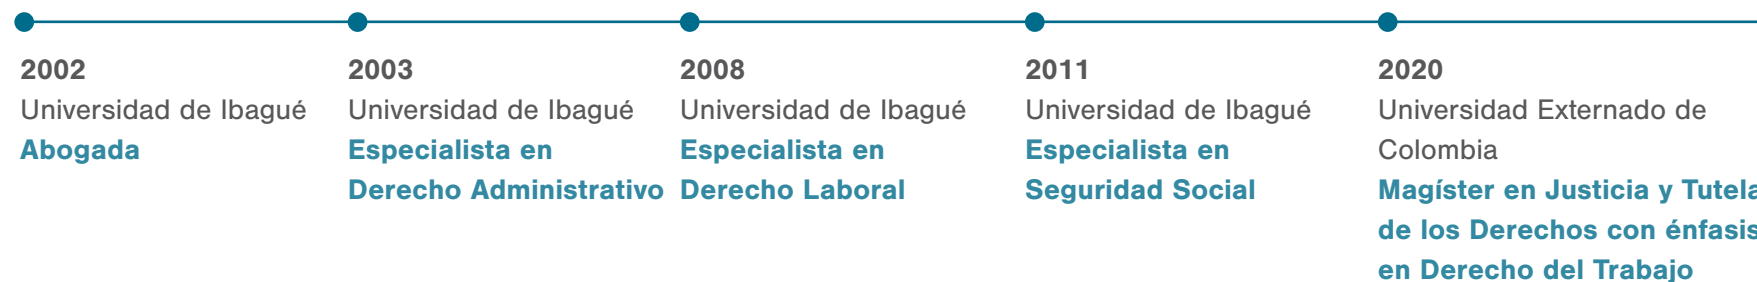 2002
Universidad de Ibagué
Abogada
2003
Universidad de Ibagué
Especialista en
Derecho Administrativo
2008
Universidad de Ibagué
Especialista en
Derecho Laboral
2011
Universidad de Ibagué
Especialista en
Seguridad Social
2020
Universidad Externado de
Colombia
Magíster en Justicia y Tutela
de los Derechos con énfasis
en Derecho del Trabajo